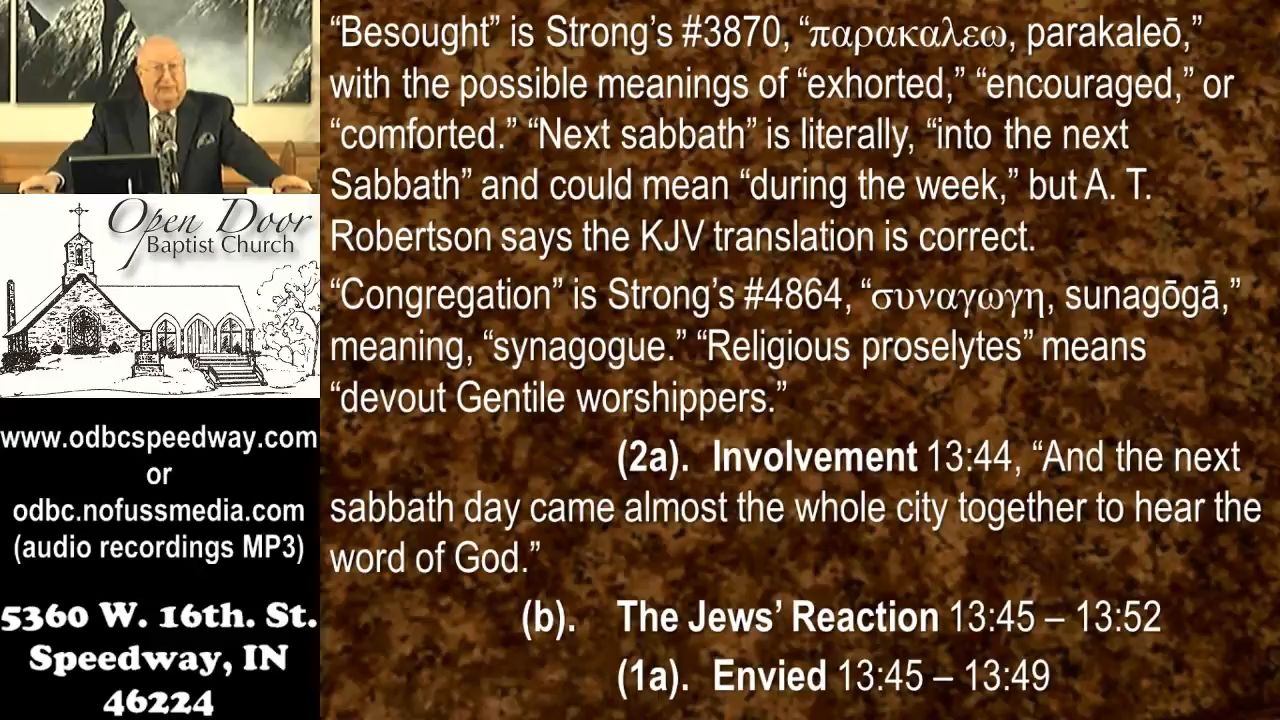 Open Door
Baptist Church
www.odbcspeedway.com
or
odbc.nofussmedia.com
(audio recordings MP3)
5360 W. 16th. St.
Speedway, IN
46224
“Besought” is Strong’s #3870, “παρακαλεω, parakaleō,”
with the possible meanings of “exhorted,” “encouraged,” or
“comforted.” “Next sabbath” is literally, “into the next
Sabbath” and could mean “during the week,” but A. T.
Robertson says the KJV translation is correct.
“Congregation” is Strong’s #4864, “συναγωγη, sunagōgā,”
meaning, “synagogue.” “Religious proselytes” means
“devout Gentile worshippers.”
(2a). Involvement 13:44, “And the next
sabbath day came almost the whole city together to hear the
word of God.”
(b). The Jews’ Reaction 13:45 – 13:52
(1a). Envied 13:45 – 13:49